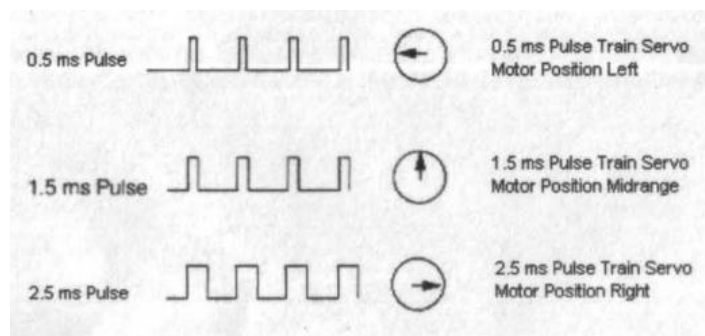 0.5 ms Pulse
0.5 ms Pulse Train Servo
Motor Position Left
1.5 ms Pulse
1.5 ms Pulse Train Servo
Motor Position Midrange
2.5 ms Pulse
2.5 ms Pulse Train Servo
Motor Position Right